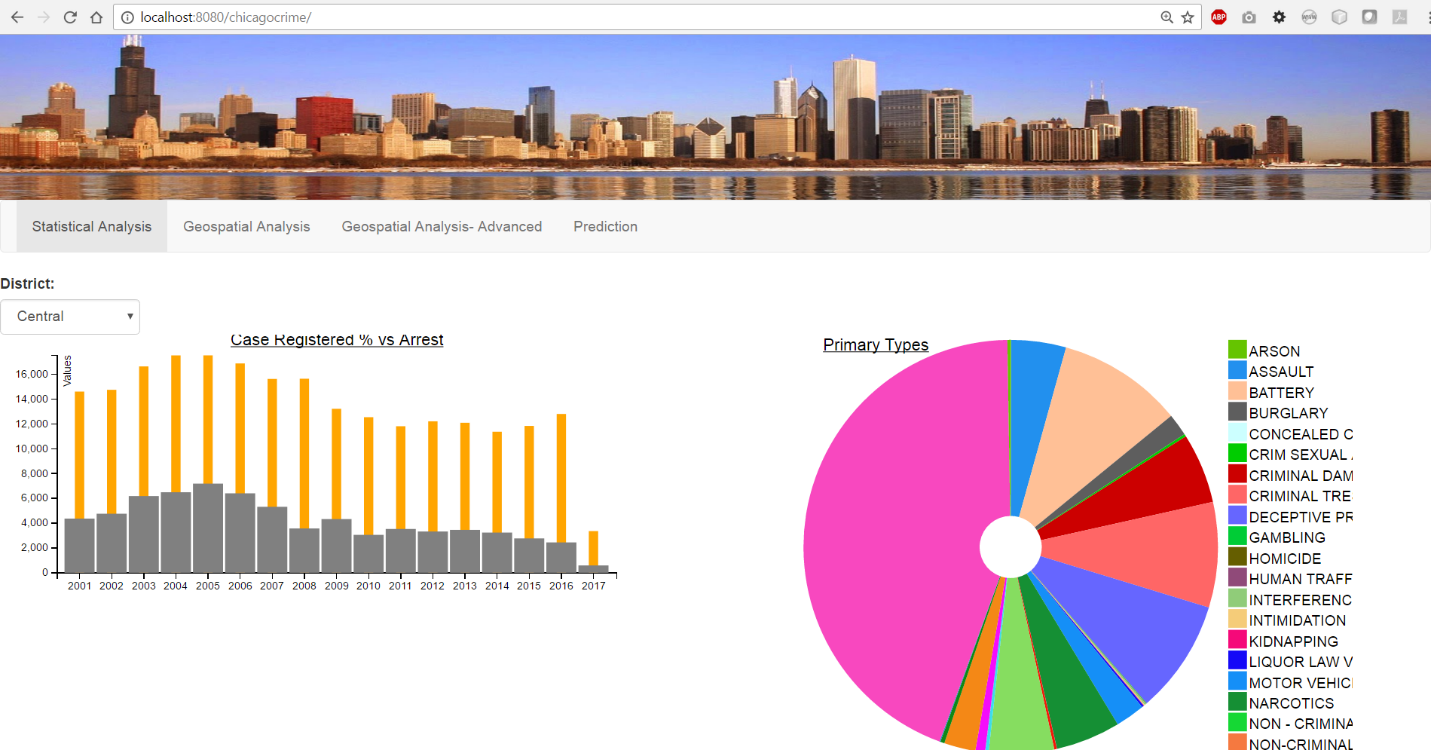 localhost:8080/chicagocrime/
ABP
Statistical Analysis Geospatial Analysis Geospatial Analysis- Advanced Prediction
District:
Central
Case Registered % vs Arrest
Values
16,000
14,000
12,000
10,000
8,000
6,000
4,000
2,000
0
2001 2002 2003 2004 2005 2006 2007 2008 2009 2010 2011 2012 2013 2014 2015 2016 2017
Primary Types
ARSON
ASSAULT
BATTERY
BURGLARY
CONCEALED C
CRIM SEXUAL
CRIMINAL DAM
CRIMINAL TRE
DECEPTIVE PR
GAMBLING
HOMICIDE
HUMAN TRAFF
INTERFERENC
INTIMIDATION
KIDNAPPING
LIQUOR LAW V
MOTOR VEHIC
NARCOTICS
NON - CRIMINA
NON-CRIMINAL